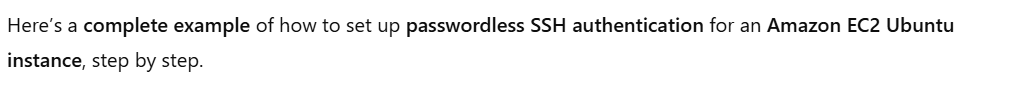 Here’s a complete example of how to set up passwordless SSH authentication for an Amazon EC2 Ubuntu
instance, step by step.